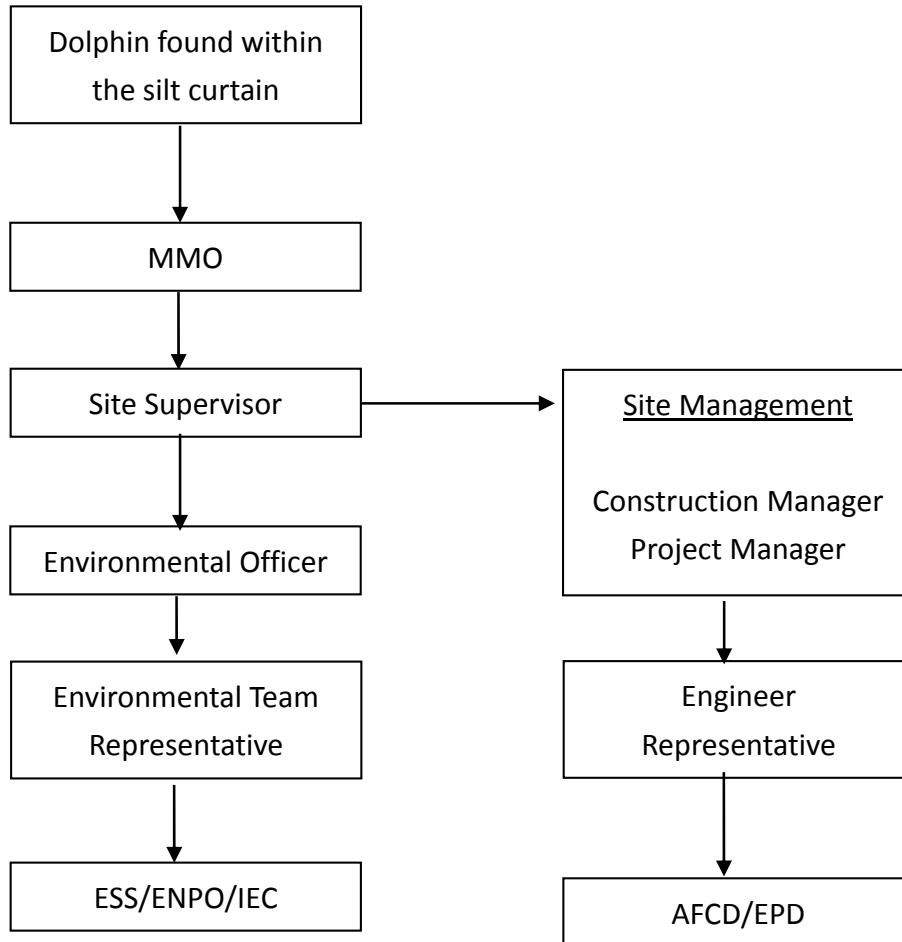 Dolphin found within
the silt curtain
MMO
Site Supervisor
Environmental Officer
Environmental Team
Representative
ESS/ENPO/IEC
Site Management
Construction Manager
Project Manager
Engineer
Representative
AFCD/EPD